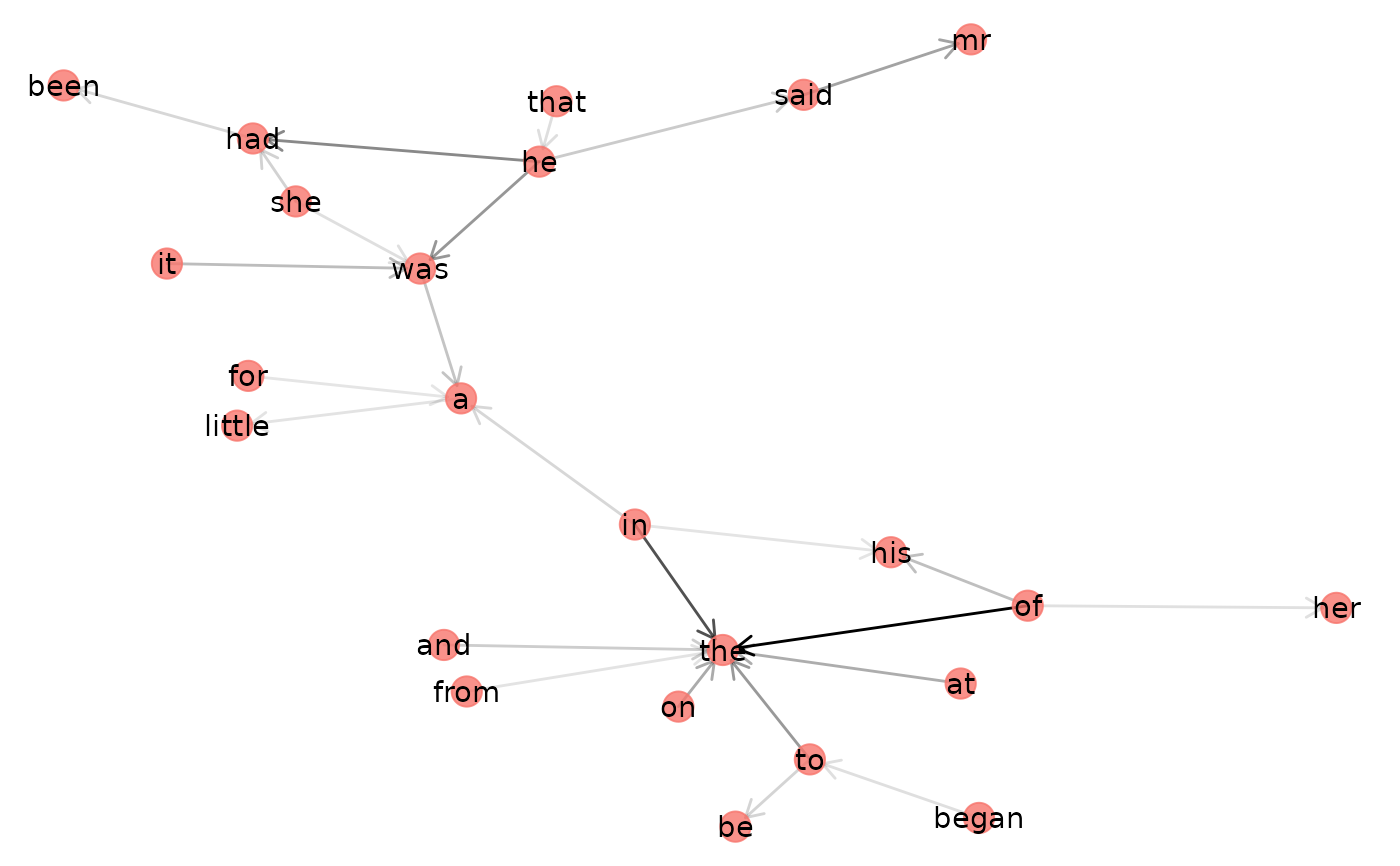 mr
been
that
said
had
he
she
it
was
for
a
little
in
his
of
her
and
the
from
at
on
to
be
began